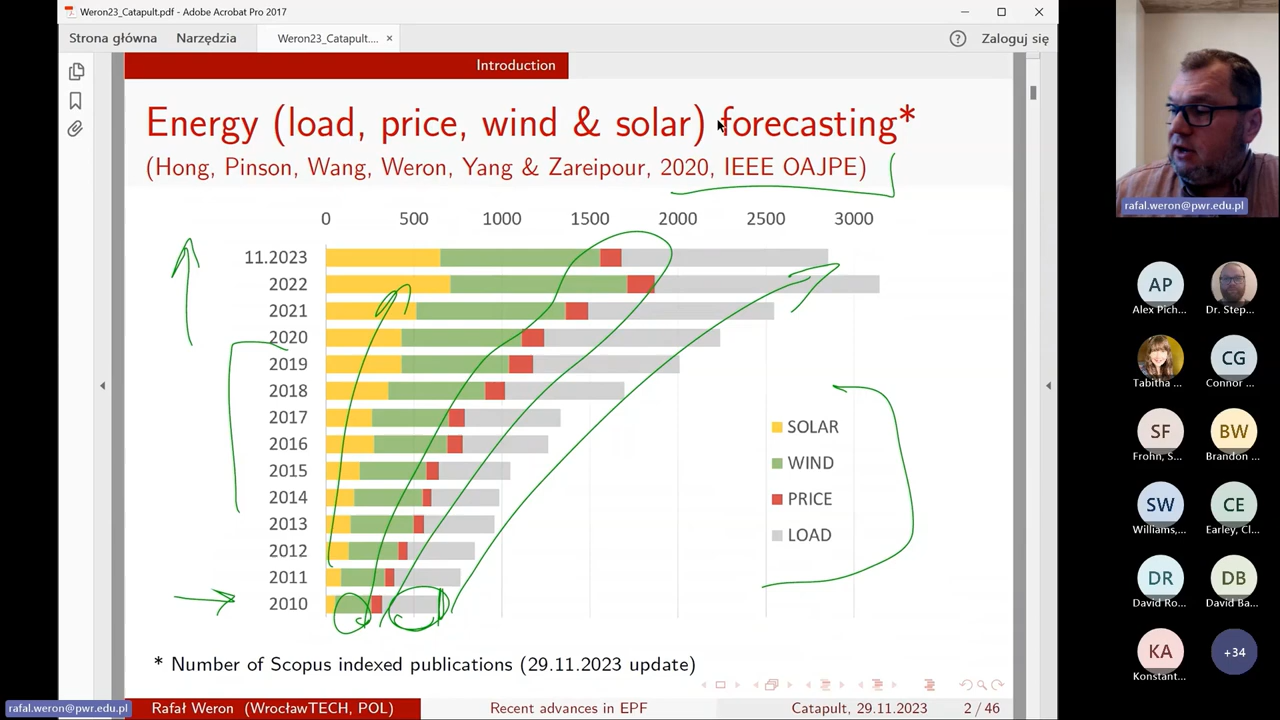 Weron23_Catapult.pdf - Adobe Acrobat Pro 2017
Strona główna
Narzędzia
Weron23_Catapult....
×
?
Zaloguj się
Introduction
Energy (load, price, wind & solar) forecasting*
(Hong, Pinson, Wang, Weron, Yang & Zareipour, 2020, IEEE OAJPE)
0 500 1000 1500 2000 2500 3000
11.2023
2022
2021
2020
2019
2018
2017
2016
2015
2014
2013
2012
2011
2010
SOLAR
WIND
PRICE
LOAD
* Number of Scopus indexed publications (29.11.2023 update)
Rafał Weron (WrocławTECH, POL)
Recent advances in EPF
Catapult, 29.11.2023
2 / 46
rafal.weron@pwr.edu.pl
rafal.weron@pwr.edu.pl
AP
Alex Pich...
Dr. Step...
Tabitha ...
CG
Connor ...
SF
Frohn, S...
BW
Brandon ...
SW
Williams,...
CE
Earley, Cl...
DR
David Ro...
DB
David Ba...
KA
Konstant...
+34